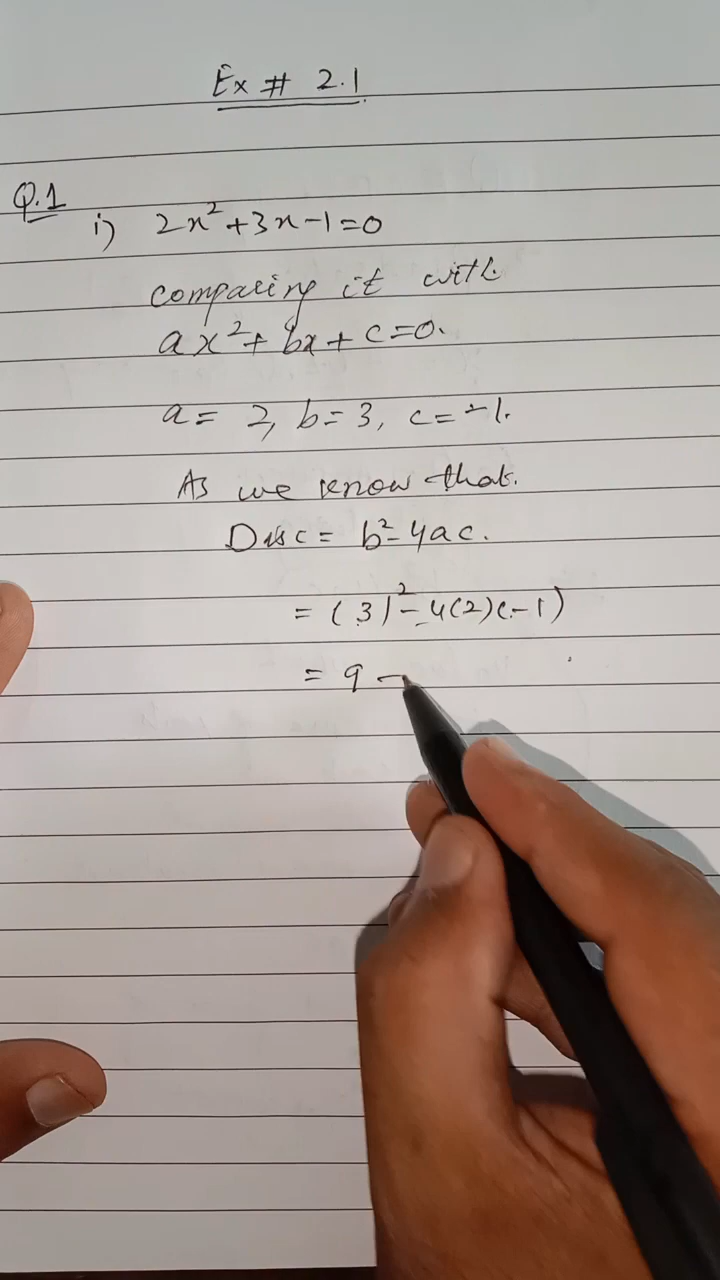 Ex # 2.1
Q.1
i) 2x²+3x-1=0
comparing it with
ax²+bx+c=0.
a= 2, b=3, c=-1.
As we know that.
Disc= b²-4ac.
= (3)²-4(2)(-1)
= 9 -